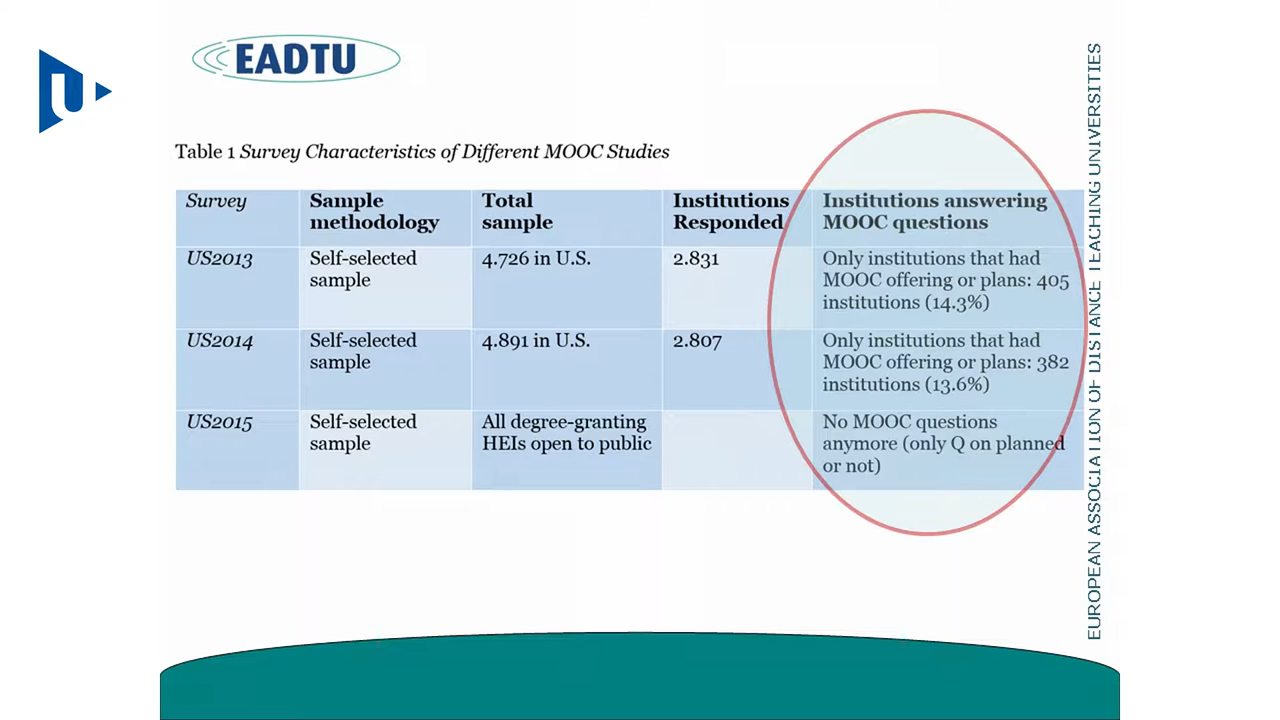 EADTU
U
Table 1 Survey Characteristics of Different MOOC Studies
Survey
Sample
methodology
Total
sample
Institutions
Responded
Institutions answering
MOOC questions
US2013
Self-selected
sample
4.726 in U.S.
2.831
Only institutions that had
MOOC offering or plans: 405
institutions (14.3%)
US2014
Self-selected
sample
4.891 in U.S.
2.807
Only institutions that had
MOOC offering or plans: 382
institutions (13.6%)
US2015
Self-selected
sample
All degree-granting
HEIs open to public
No MOOC questions
anymore (only Q on planned
or not)
EUROPEAN ASSOCIATION OF DISTANCE TEACHING UNIVERSITIES